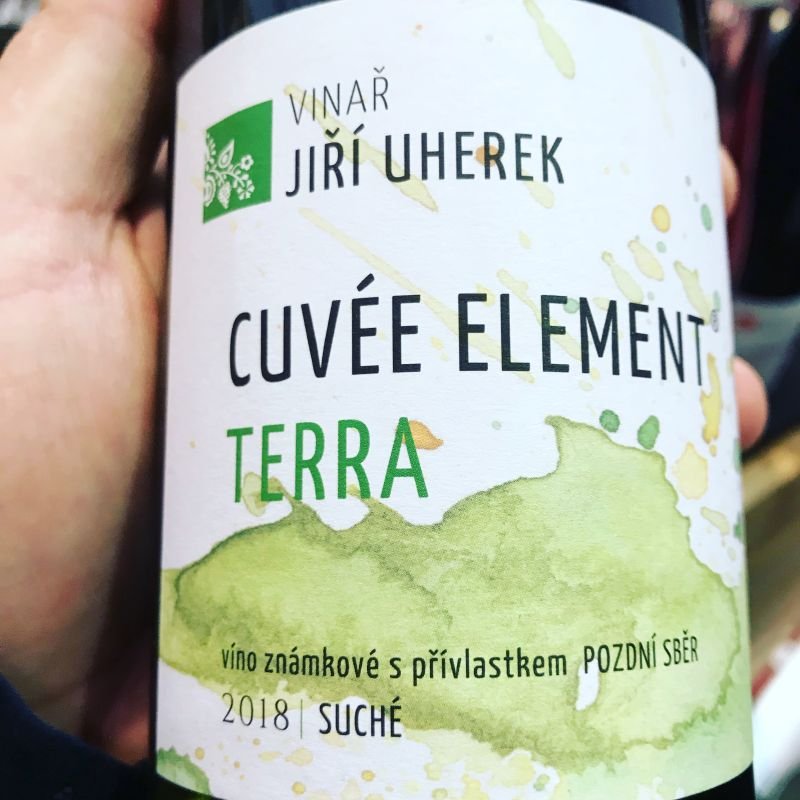 VINAŘ
JIŘÍ UHEREK
CUVÉE ELEMENT®
TERRA
víno známkové s přívlastkem POZDNÍ SBĚR
2018 | SUCHÉ